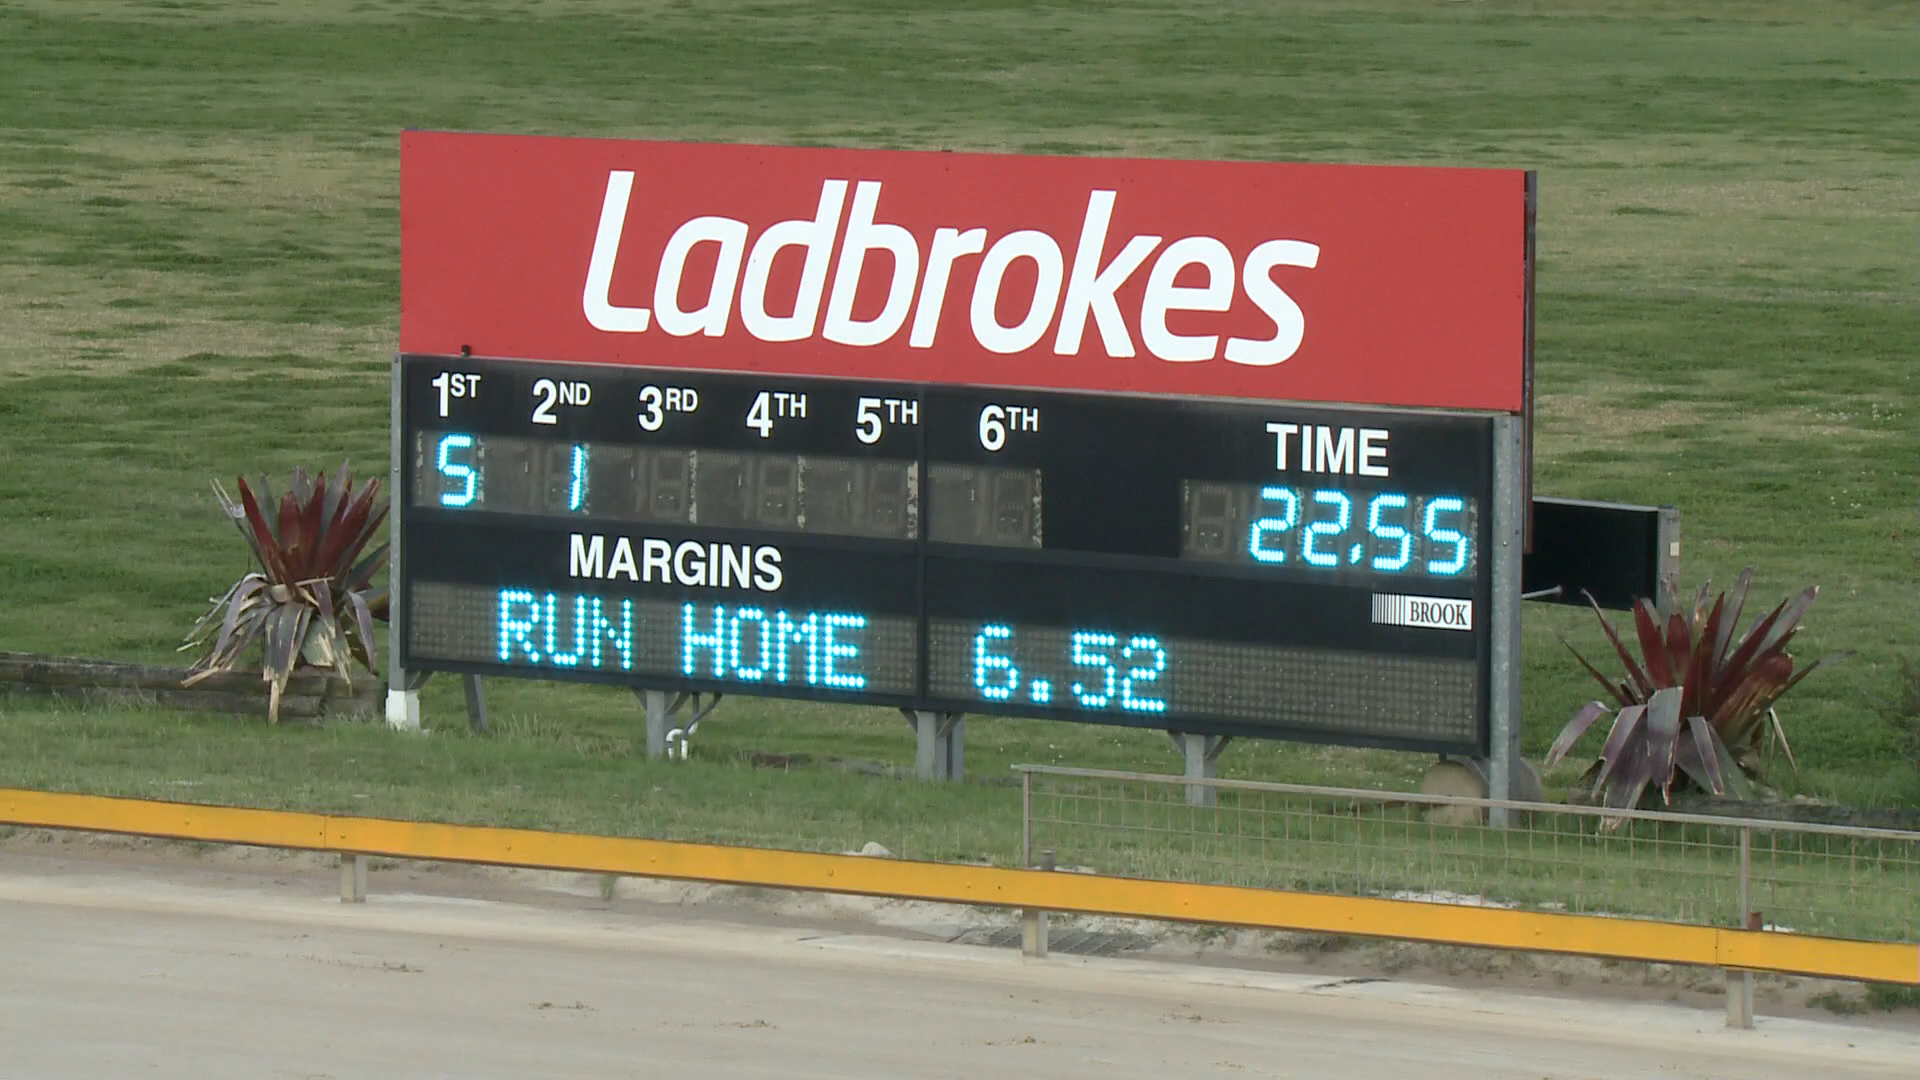 Ladbrokes
1ST 2ND 3RD 4TH 5TH 6TH TIME
5 1 22.55
MARGINS
BROOK
RUN HOME 6.52